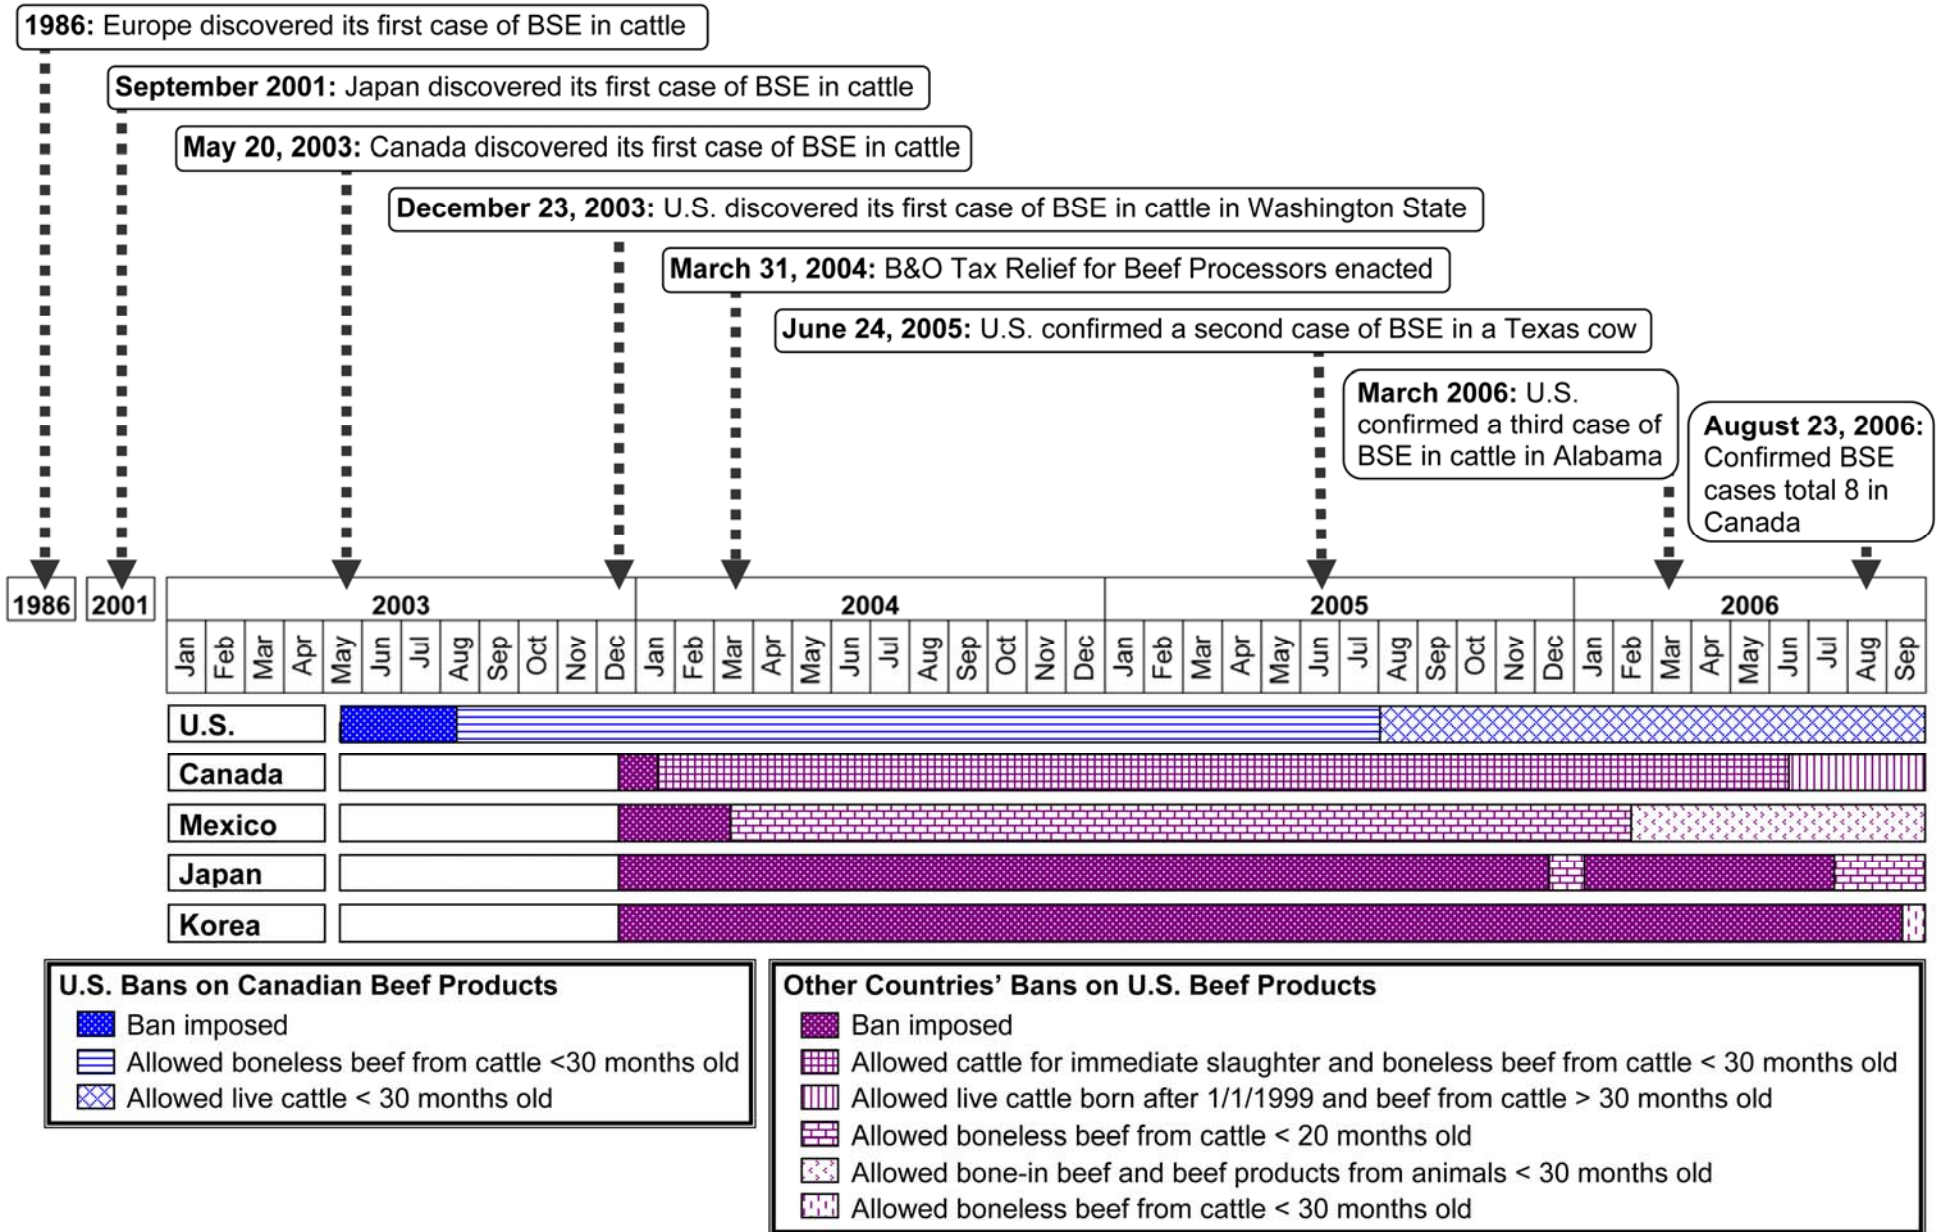 1986: Europe discovered its first case of BSE in cattle
September 2001: Japan discovered its first case of BSE in cattle
May 20, 2003: Canada discovered its first case of BSE in cattle
December 23, 2003: U.S. discovered its first case of BSE in cattle in Washington State
March 31, 2004: B&O Tax Relief for Beef Processors enacted
June 24, 2005: U.S. confirmed a second case of BSE in a Texas cow
March 2006: U.S.
confirmed a third case of
BSE in cattle in Alabama
August 23, 2006:
Confirmed BSE
cases total 8 in
Canada
1986 2001 2003 2004 2005 2006
Jan Feb Mar Apr May Jun Jul Aug Sep Oct Nov Dec Jan Feb Mar Apr May Jun Jul Aug Sep Oct Nov Dec Jan Feb Mar Apr May Jun Jul Aug Sep Oct Nov Dec Jan Feb Mar Apr May Jun Jul Aug Sep
U.S.
Canada
Mexico
Japan
Korea
U.S. Bans on Canadian Beef Products
Ban imposed
Allowed boneless beef from cattle <30 months old
Allowed live cattle < 30 months old
Other Countries’ Bans on U.S. Beef Products
Ban imposed
Allowed cattle for immediate slaughter and boneless beef from cattle < 30 months old
Allowed live cattle born after 1/1/1999 and beef from cattle > 30 months old
Allowed boneless beef from cattle < 20 months old
Allowed bone-in beef and beef products from animals < 30 months old
Allowed boneless beef from cattle < 30 months old